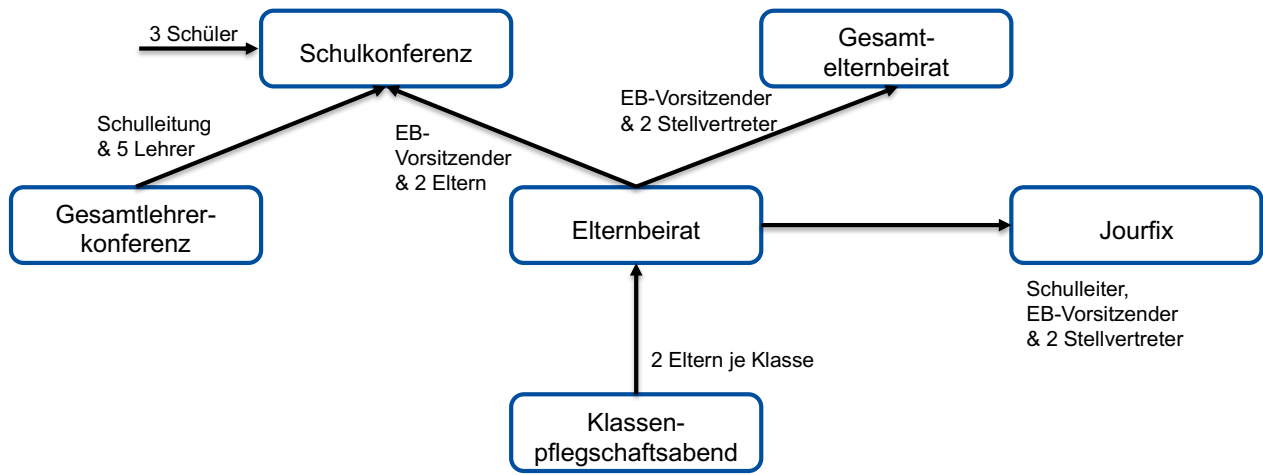 3 Schüler
Schulkonferenz
Gesamt-
elternbeirat
Schulleitung
& 5 Lehrer
EB-
Vorsitzender
& 2 Eltern
EB-Vorsitzender
& 2 Stellvertreter
Gesamtlehrer-
konferenz
Elternbeirat
Jourfix
Schulleiter,
EB-Vorsitzender
& 2 Stellvertreter
2 Eltern je Klasse
Klassen-
pflegschaftsabend